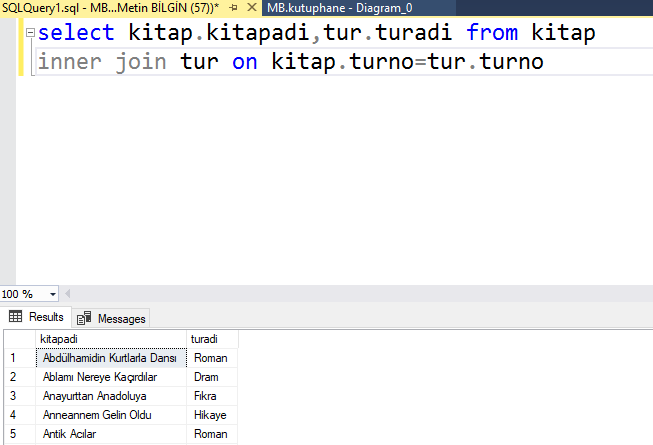 SQLQuery1.sql - MB...Metin BİLGİN (57))* MB.kutuphane - Diagram_0
select kitap.kitapadi,tur.turadi from kitap
inner join tur on kitap.turno=tur.turno
100 %
Results Messages
kitapadi turadi
1 Abdülhamidin Kurtlarla Dansı Roman
2 Ablamı Nereye Kaçırdılar Dram
3 Anayurttan Anadoluya Fıkra
4 Anneannem Gelin Oldu Hikaye
5 Antik Acılar Roman